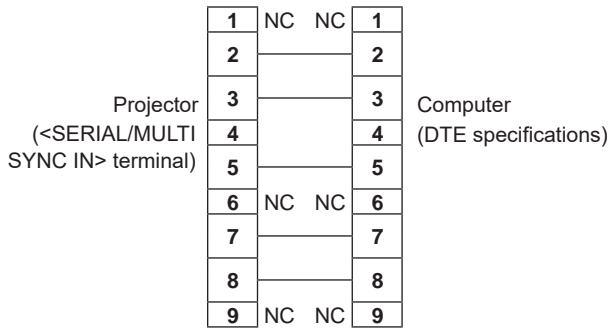 1 NC NC 1
2 2
Projector 3 3 Computer
(<SERIAL/MULTI 4 4 (DTE specifications)
SYNC IN> terminal) 5 5
6 NC NC 6
7 7
8 8
9 NC NC 9